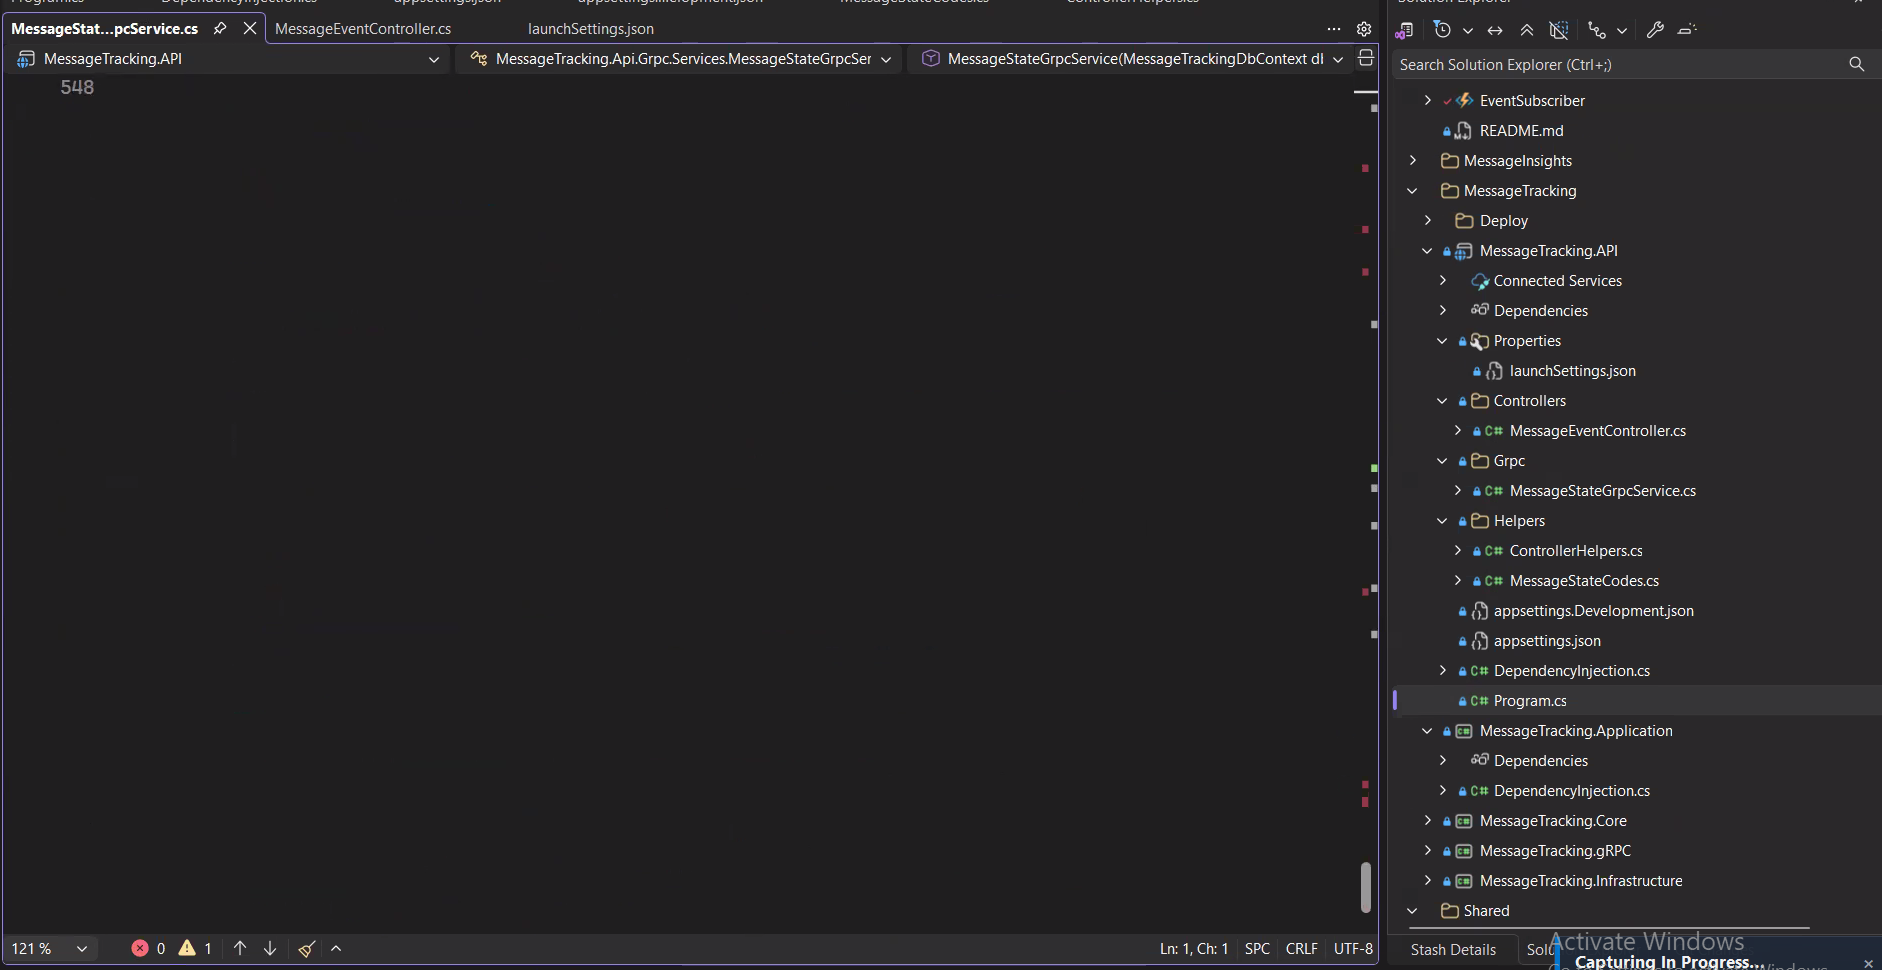 MessageStat...pcService.cs
MessageEventController.cs
launchSettings.json
MessageTracking.API
MessageTracking.Api.Grpc.Services.MessageStateGrpcSer
MessageStateGrpcService(MessageTrackingDbContext dl
548
121 %
0
1
Ln: 1, Ch: 1
SPC
CRLF
UTF-8
Search Solution Explorer (Ctrl+;)
EventSubscriber
README.md
MessageInsights
MessageTracking
Deploy
MessageTracking.API
Connected Services
Dependencies
Properties
launchSettings.json
Controllers
C# MessageEventController.cs
Grpc
C# MessageStateGrpcService.cs
Helpers
C# ControllerHelpers.cs
C# MessageStateCodes.cs
appsettings.Development.json
appsettings.json
C# DependencyInjection.cs
C# Program.cs
MessageTracking.Application
Dependencies
C# DependencyInjection.cs
MessageTracking.Core
MessageTracking.gRPC
MessageTracking.Infrastructure
Shared
Stash Details
Solu
Activate Windows
Capturing In Progress...